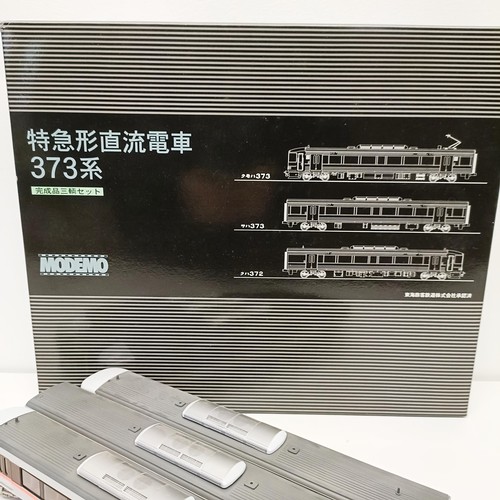 特急形直流電車
373系
完成品三輌セット
クモハ373
サハ373
クハ372
MODEMO
東海旅客鉄道株式会社承認済